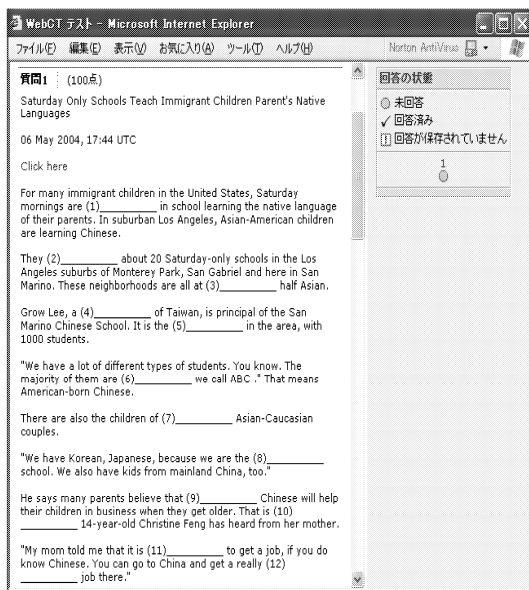 WebCT テスト - Microsoft Internet Explorer
ファイル(F) 編集(E) 表示(V) お気に入り(A) ツール(T) ヘルプ(H) Norton AntiVirus
質問1 (100点)
Saturday Only Schools Teach Immigrant Children Parent's Native
Languages
06 May 2004, 17:44 UTC
Click here
For many immigrant children in the United States, Saturday
mornings are (1)__________ in school learning the native language
of their parents. In suburban Los Angeles, Asian-American children
are learning Chinese.
They (2)__________ about 20 Saturday-only schools in the Los
Angeles suburbs of Monterey Park, San Gabriel and here in San
Marino. These neighborhoods are all at (3)__________ half Asian.
Grow Lee, a (4)__________ of Taiwan, is principal of the San
Marino Chinese School. It is the (5)__________ in the area, with
1000 students.
"We have a lot of different types of students. You know. The
majority of them are (6)__________ we call ABC ." That means
American-born Chinese.
There are also the children of (7)__________ Asian-Caucasian
couples.
"We have Korean, Japanese, because we are the (8)__________
school. We also have kids from mainland China, too."
He says many parents believe that (9)__________ Chinese will help
their children in business when they get older. That is (10)
__________ 14-year-old Christine Feng has heard from her mother.
"My mom told me that it is (11)__________ to get a job, if you do
know Chinese. You can go to China and get a really (12)
__________ job there."
回答の状態
未回答
回答済み
回答が保存されていません
1